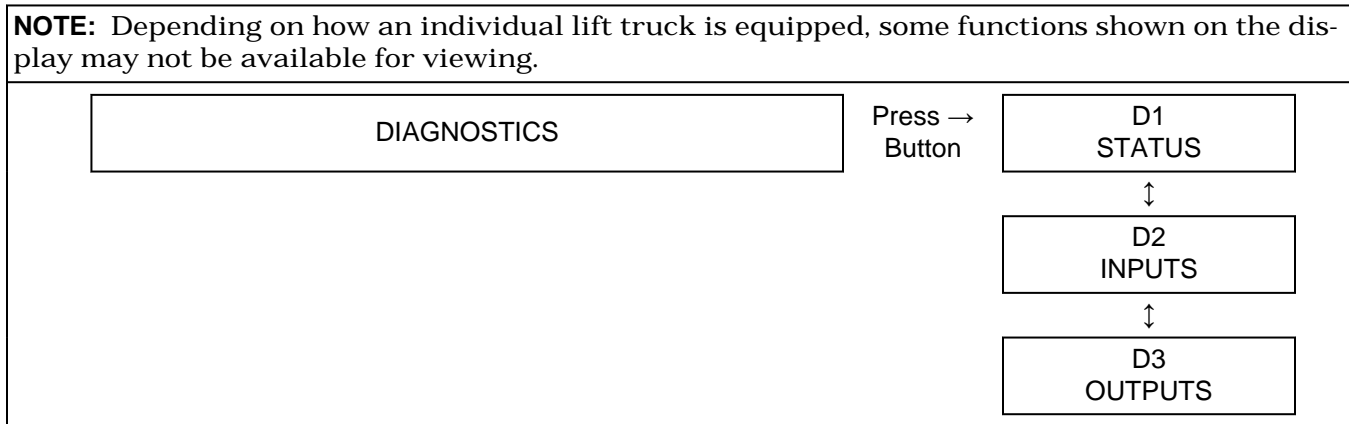 NOTE: Depending on how an individual lift truck is equipped, some functions shown on the dis-
play may not be available for viewing.
DIAGNOSTICS
Press →
Button
D1
STATUS
↕
D2
INPUTS
↕
D3
OUTPUTS